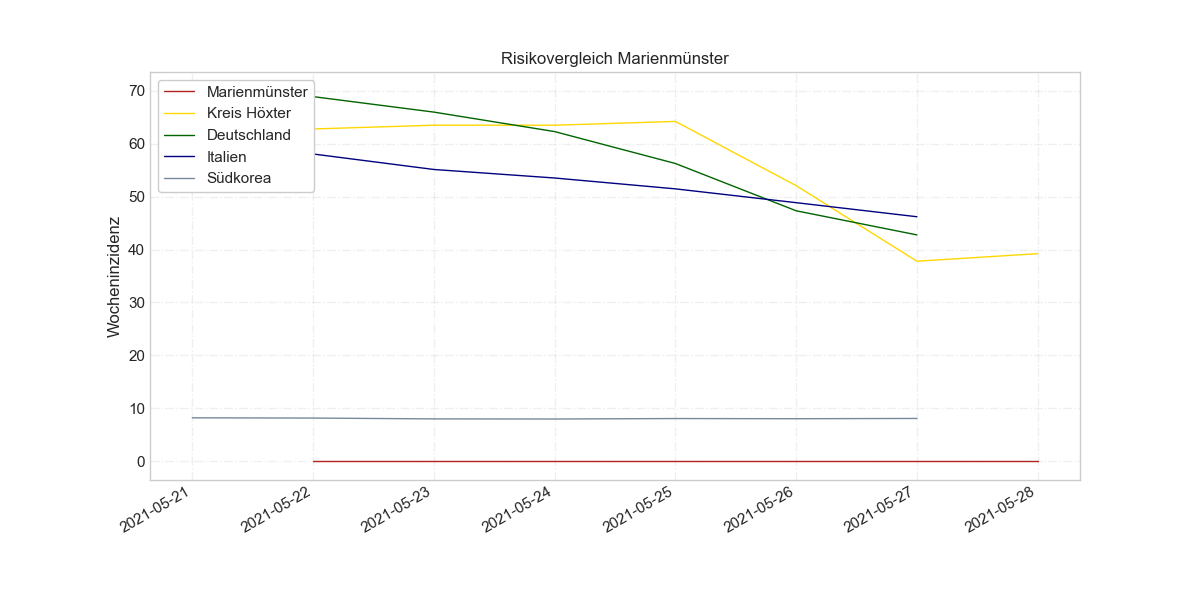 Risikovergleich Marienmünster
Marienmünster
Kreis Höxter
Deutschland
Italien
Südkorea
Wocheninzidenz
70
60
50
40
30
20
10
0
2021-05-21
2021-05-22
2021-05-23
2021-05-24
2021-05-25
2021-05-26
2021-05-27
2021-05-28